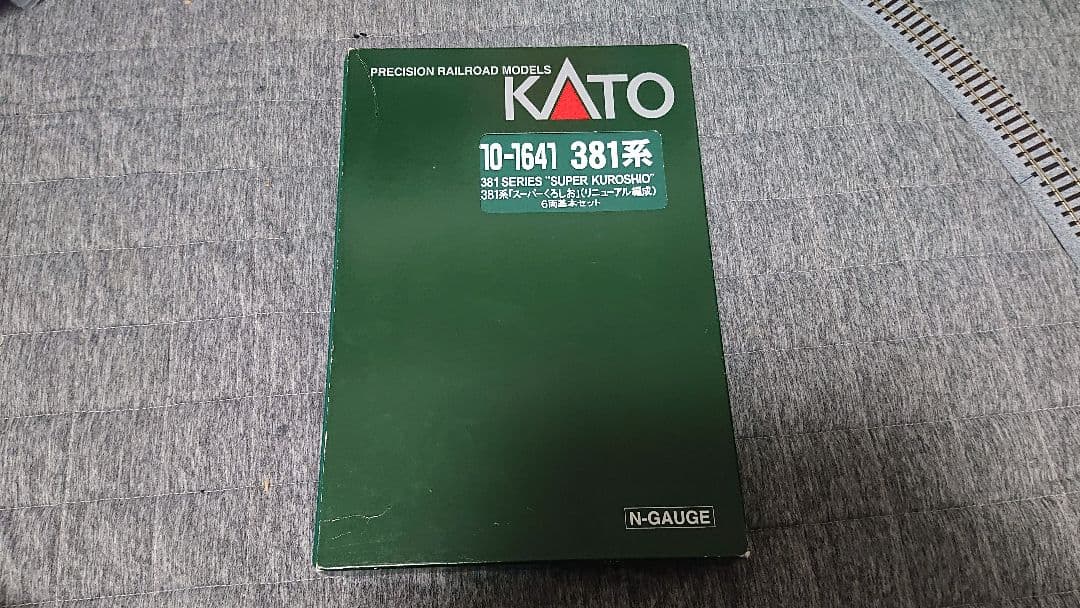 PRECISION RAILROAD MODELS
KATO
10-1641 381系
381 SERIES "SUPER KUROSHIO"
381系「スーパーくろしお」(リニューアル編成)
6両基本セット
N-GAUGE